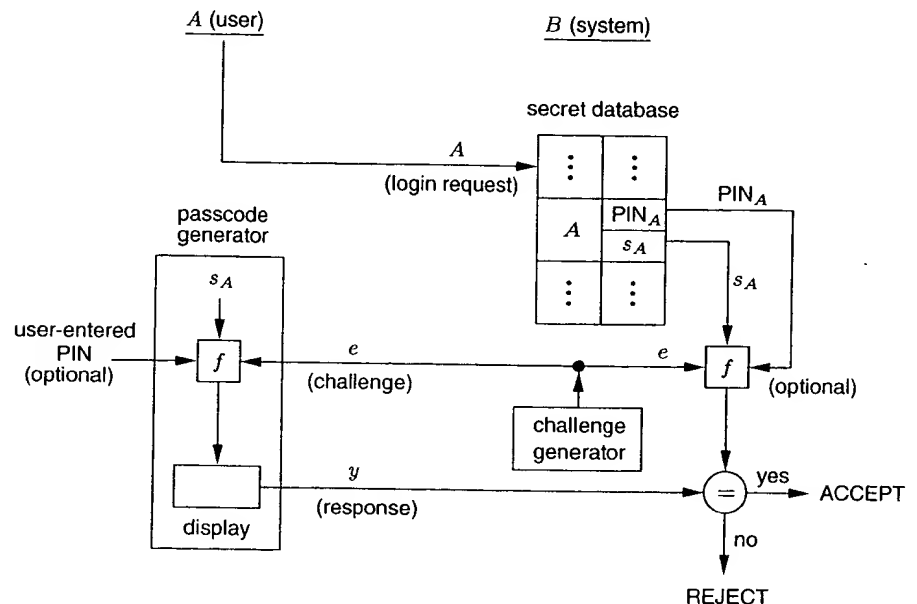 A (user)
B (system)
secret database
A
(login request)
⋮ ⋮
PIN_A
A
PIN_A
s_A
⋮ ⋮
s_A
passcode
generator
s_A
user-entered
PIN
(optional)
f
e
(challenge)
e
f
(optional)
challenge
generator
y
(response)
=
yes
ACCEPT
display
no
REJECT